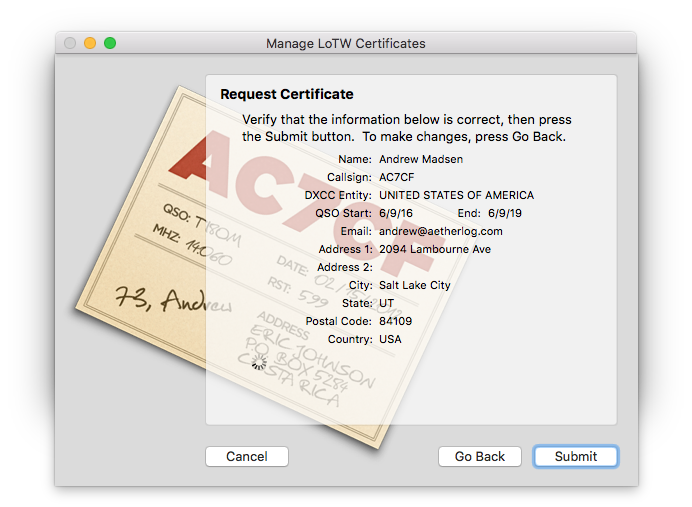 Manage LoTW Certificates
Request Certificate
Verify that the information below is correct, then press
the Submit button. To make changes, press Go Back.
Name: Andrew Madsen
Callsign: AC7CF
DXCC Entity: UNITED STATES OF AMERICA
QSO Start: 6/9/16 End: 6/9/19
Email: andrew@aetherlog.com
Address 1: 2094 Lambourne Ave
Address 2:
City: Salt Lake City
State: UT
Postal Code: 84109
Country: USA
AC7CF
QSO:
MHZ: 14.060
DATE:
RST: 599
73, Andrew
ADDRESS
ERIC JOHNSON
P.O. BOX 5284
COSTA RICA
Cancel
Go Back
Submit